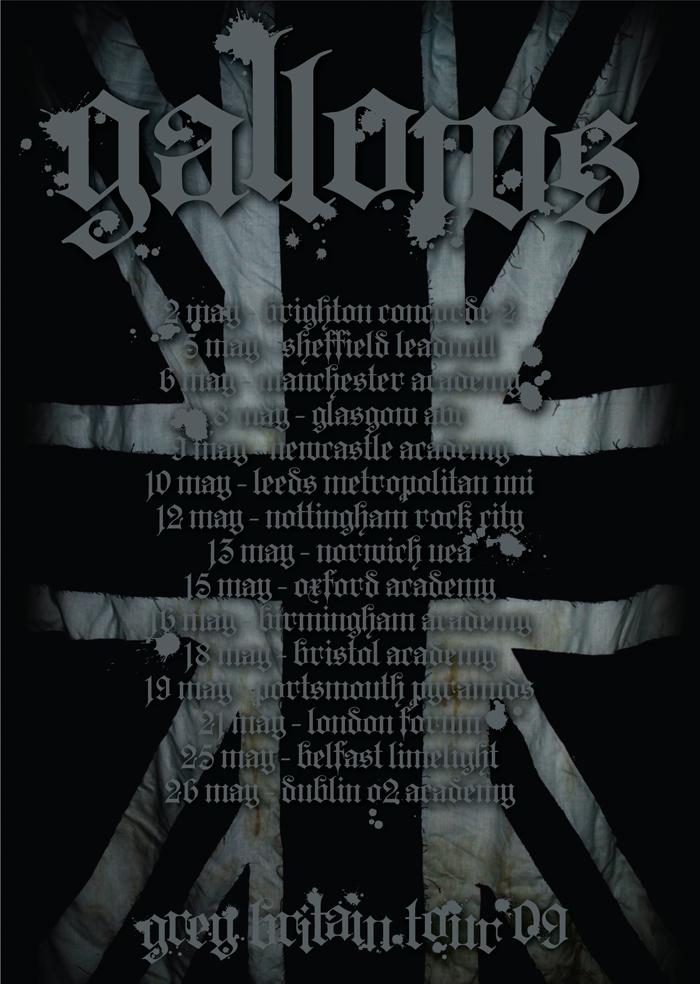 gallows
2 may - brighton concorde 2
5 may - sheffield leadmill
6 may - manchester academy
8 may - glasgow abc
9 may - newcastle academy
10 may - leeds metropolitan uni
12 may - nottingham rock city
13 may - norwich uea
15 may - oxford academy
16 may - birmingham academy
18 may - bristol academy
19 may - portsmouth pyramids
21 may - london forum
25 may - belfast limelight
26 may - dublin o2 academy
grey britain tour '09